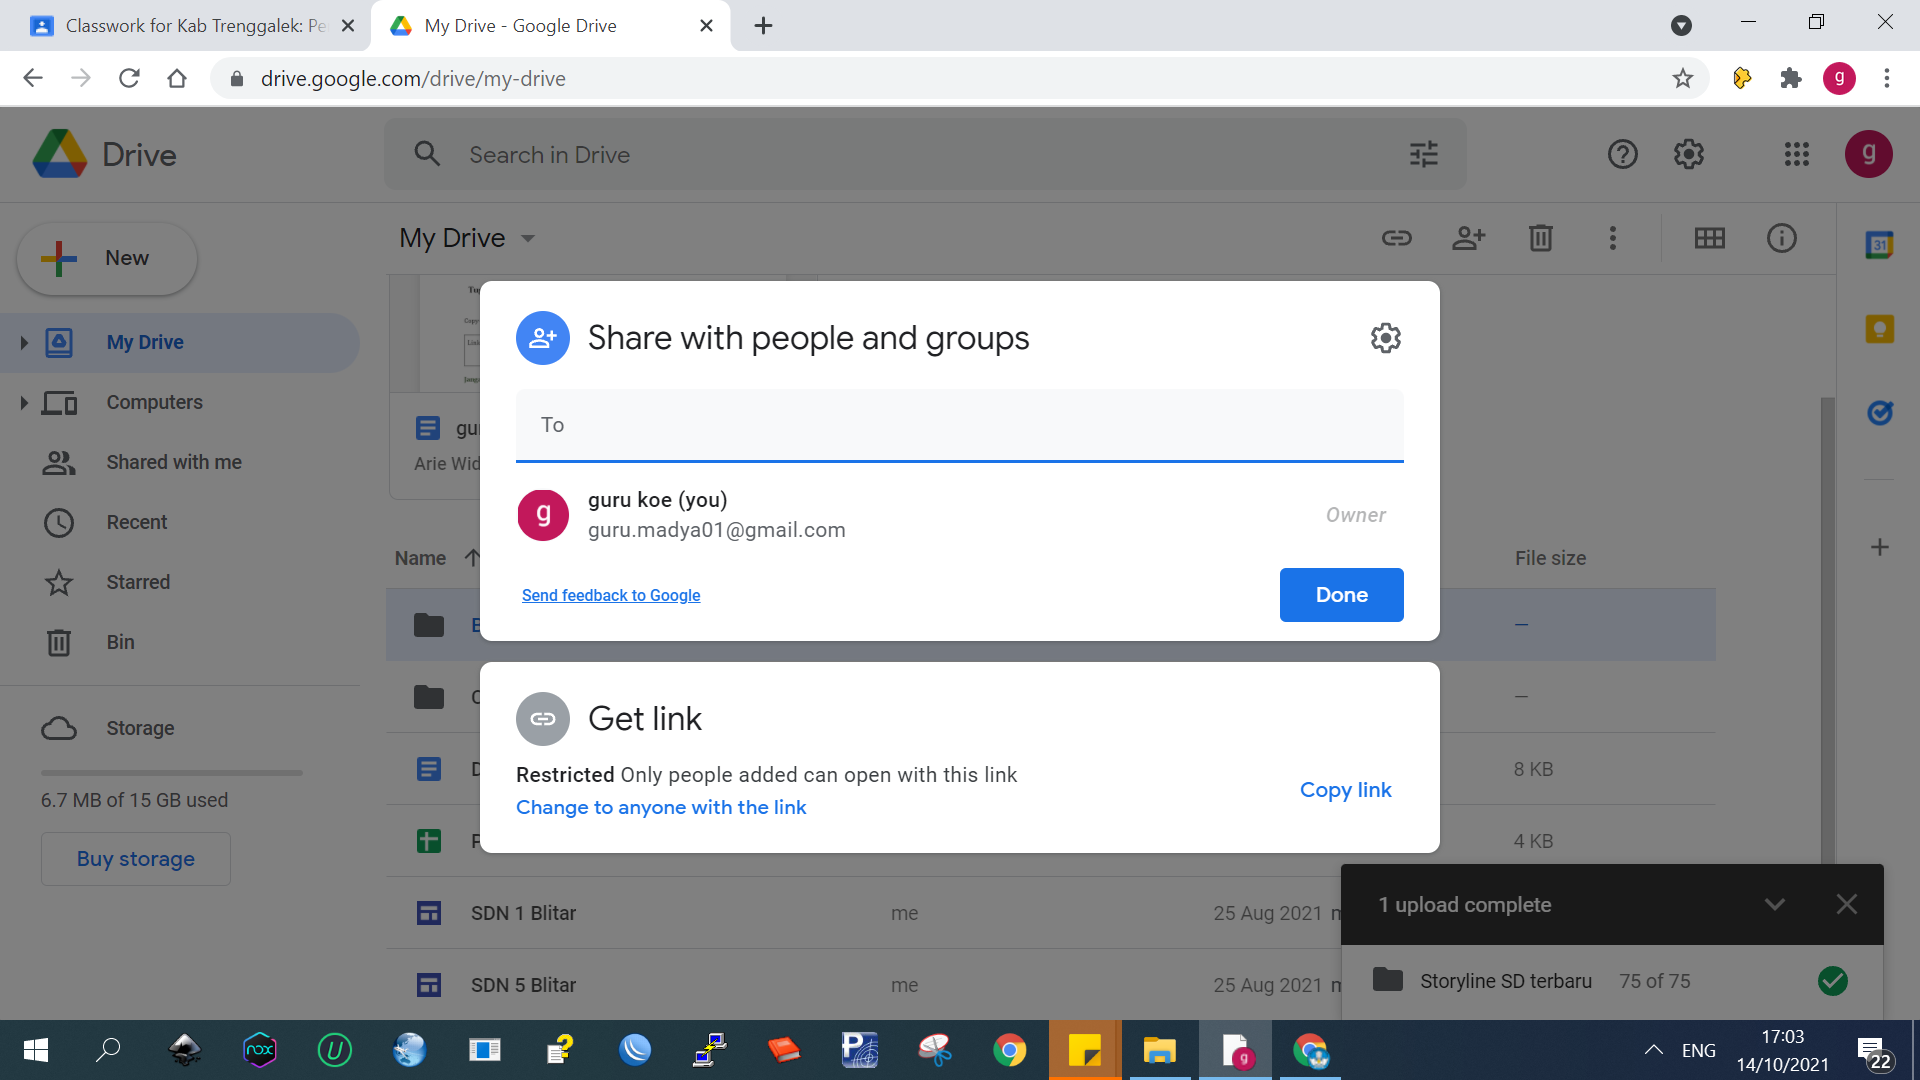 Classwork for Kab Trenggalek: Pe
My Drive - Google Drive
drive.google.com/drive/my-drive
g
Drive
Search in Drive
g
My Drive
New
31
My Drive
Computers
Shared with me
Recent
Starred
Bin
Storage
6.7 MB of 15 GB used
Buy storage
gu
Arie Wid
Name
File size
Share with people and groups
To
g
guru koe (you)
guru.madya01@gmail.com
Owner
Send feedback to Google
Done
Get link
Restricted Only people added can open with this link
Change to anyone with the link
Copy link
—
—
8 KB
4 KB
SDN 1 Blitar
me
25 Aug 2021 m
SDN 5 Blitar
me
25 Aug 2021 m
1 upload complete
Storyline SD terbaru 75 of 75
nox
U
g
ENG
17:03
14/10/2021
22